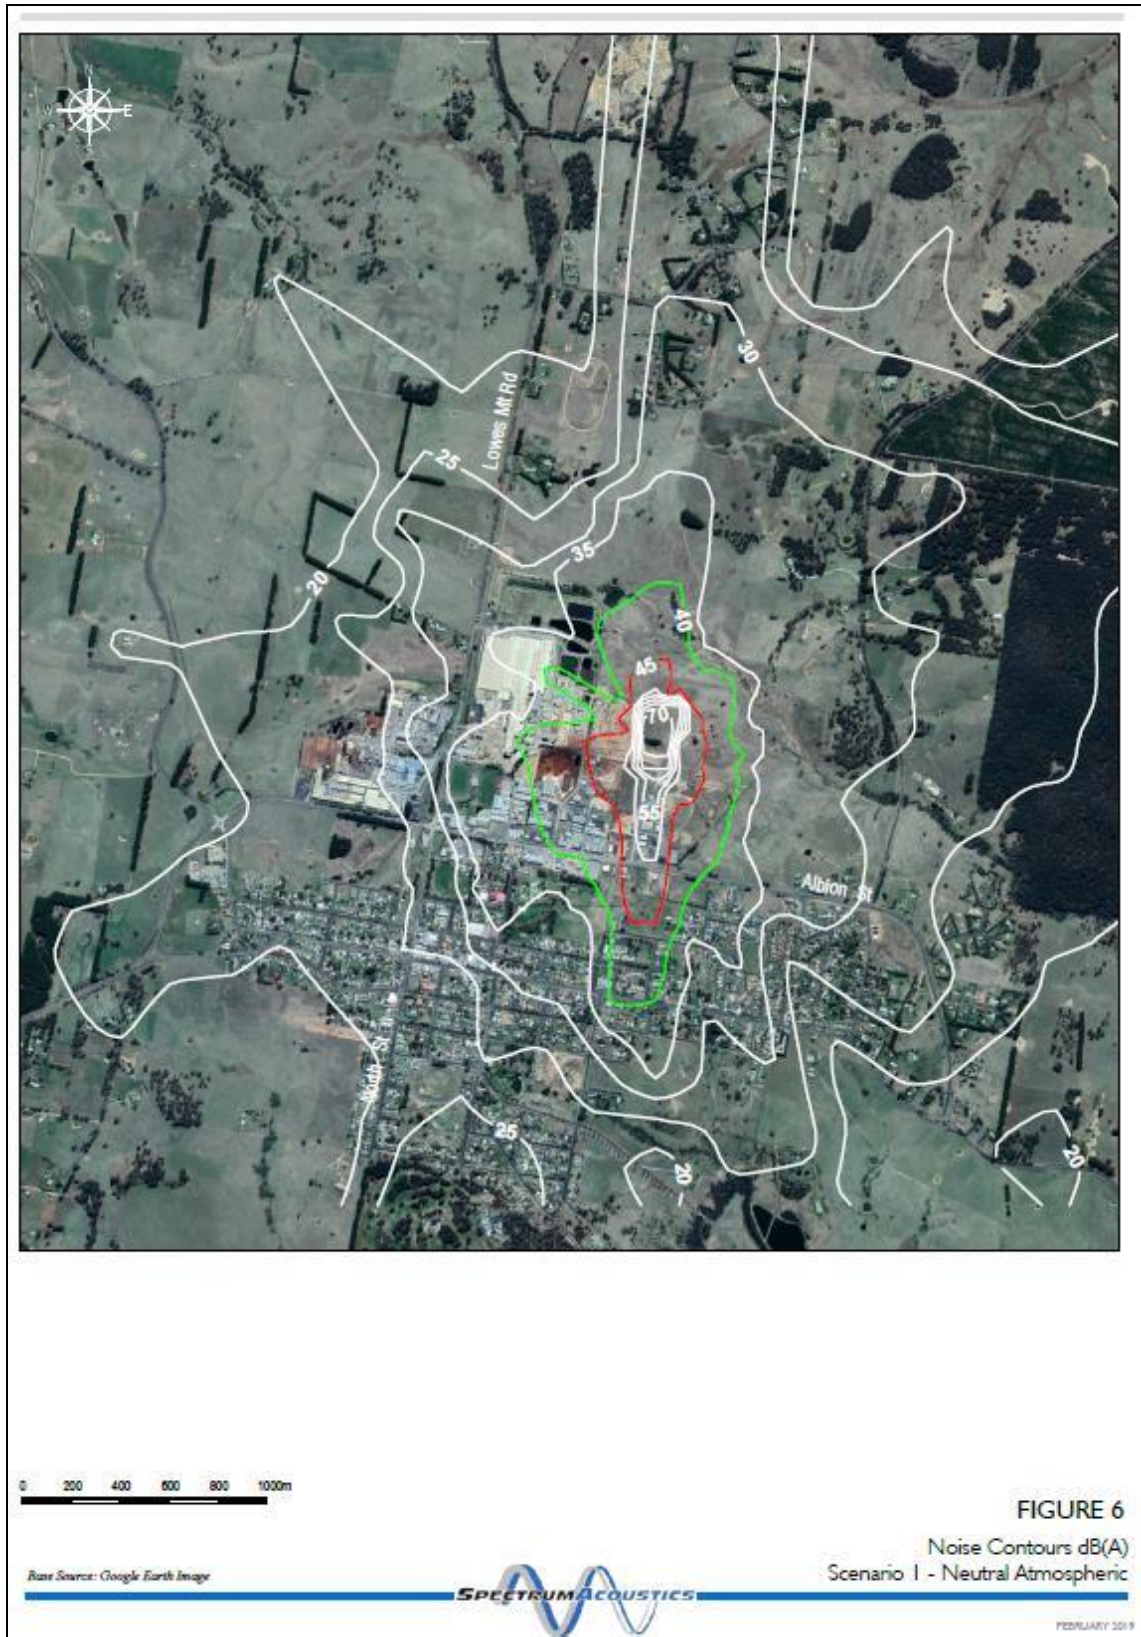 N
W E
30
Lowes Mt Rd
25
35
20
40
45
70
55
Albion St
North St
25
20
20
0 200 400 600 800 1000m
FIGURE 6
Noise Contours dB(A)
Scenario 1 - Neutral Atmospheric
Base Source: Google Earth Image
SPECTRUMACOUSTICS
FEBRUARY 2019